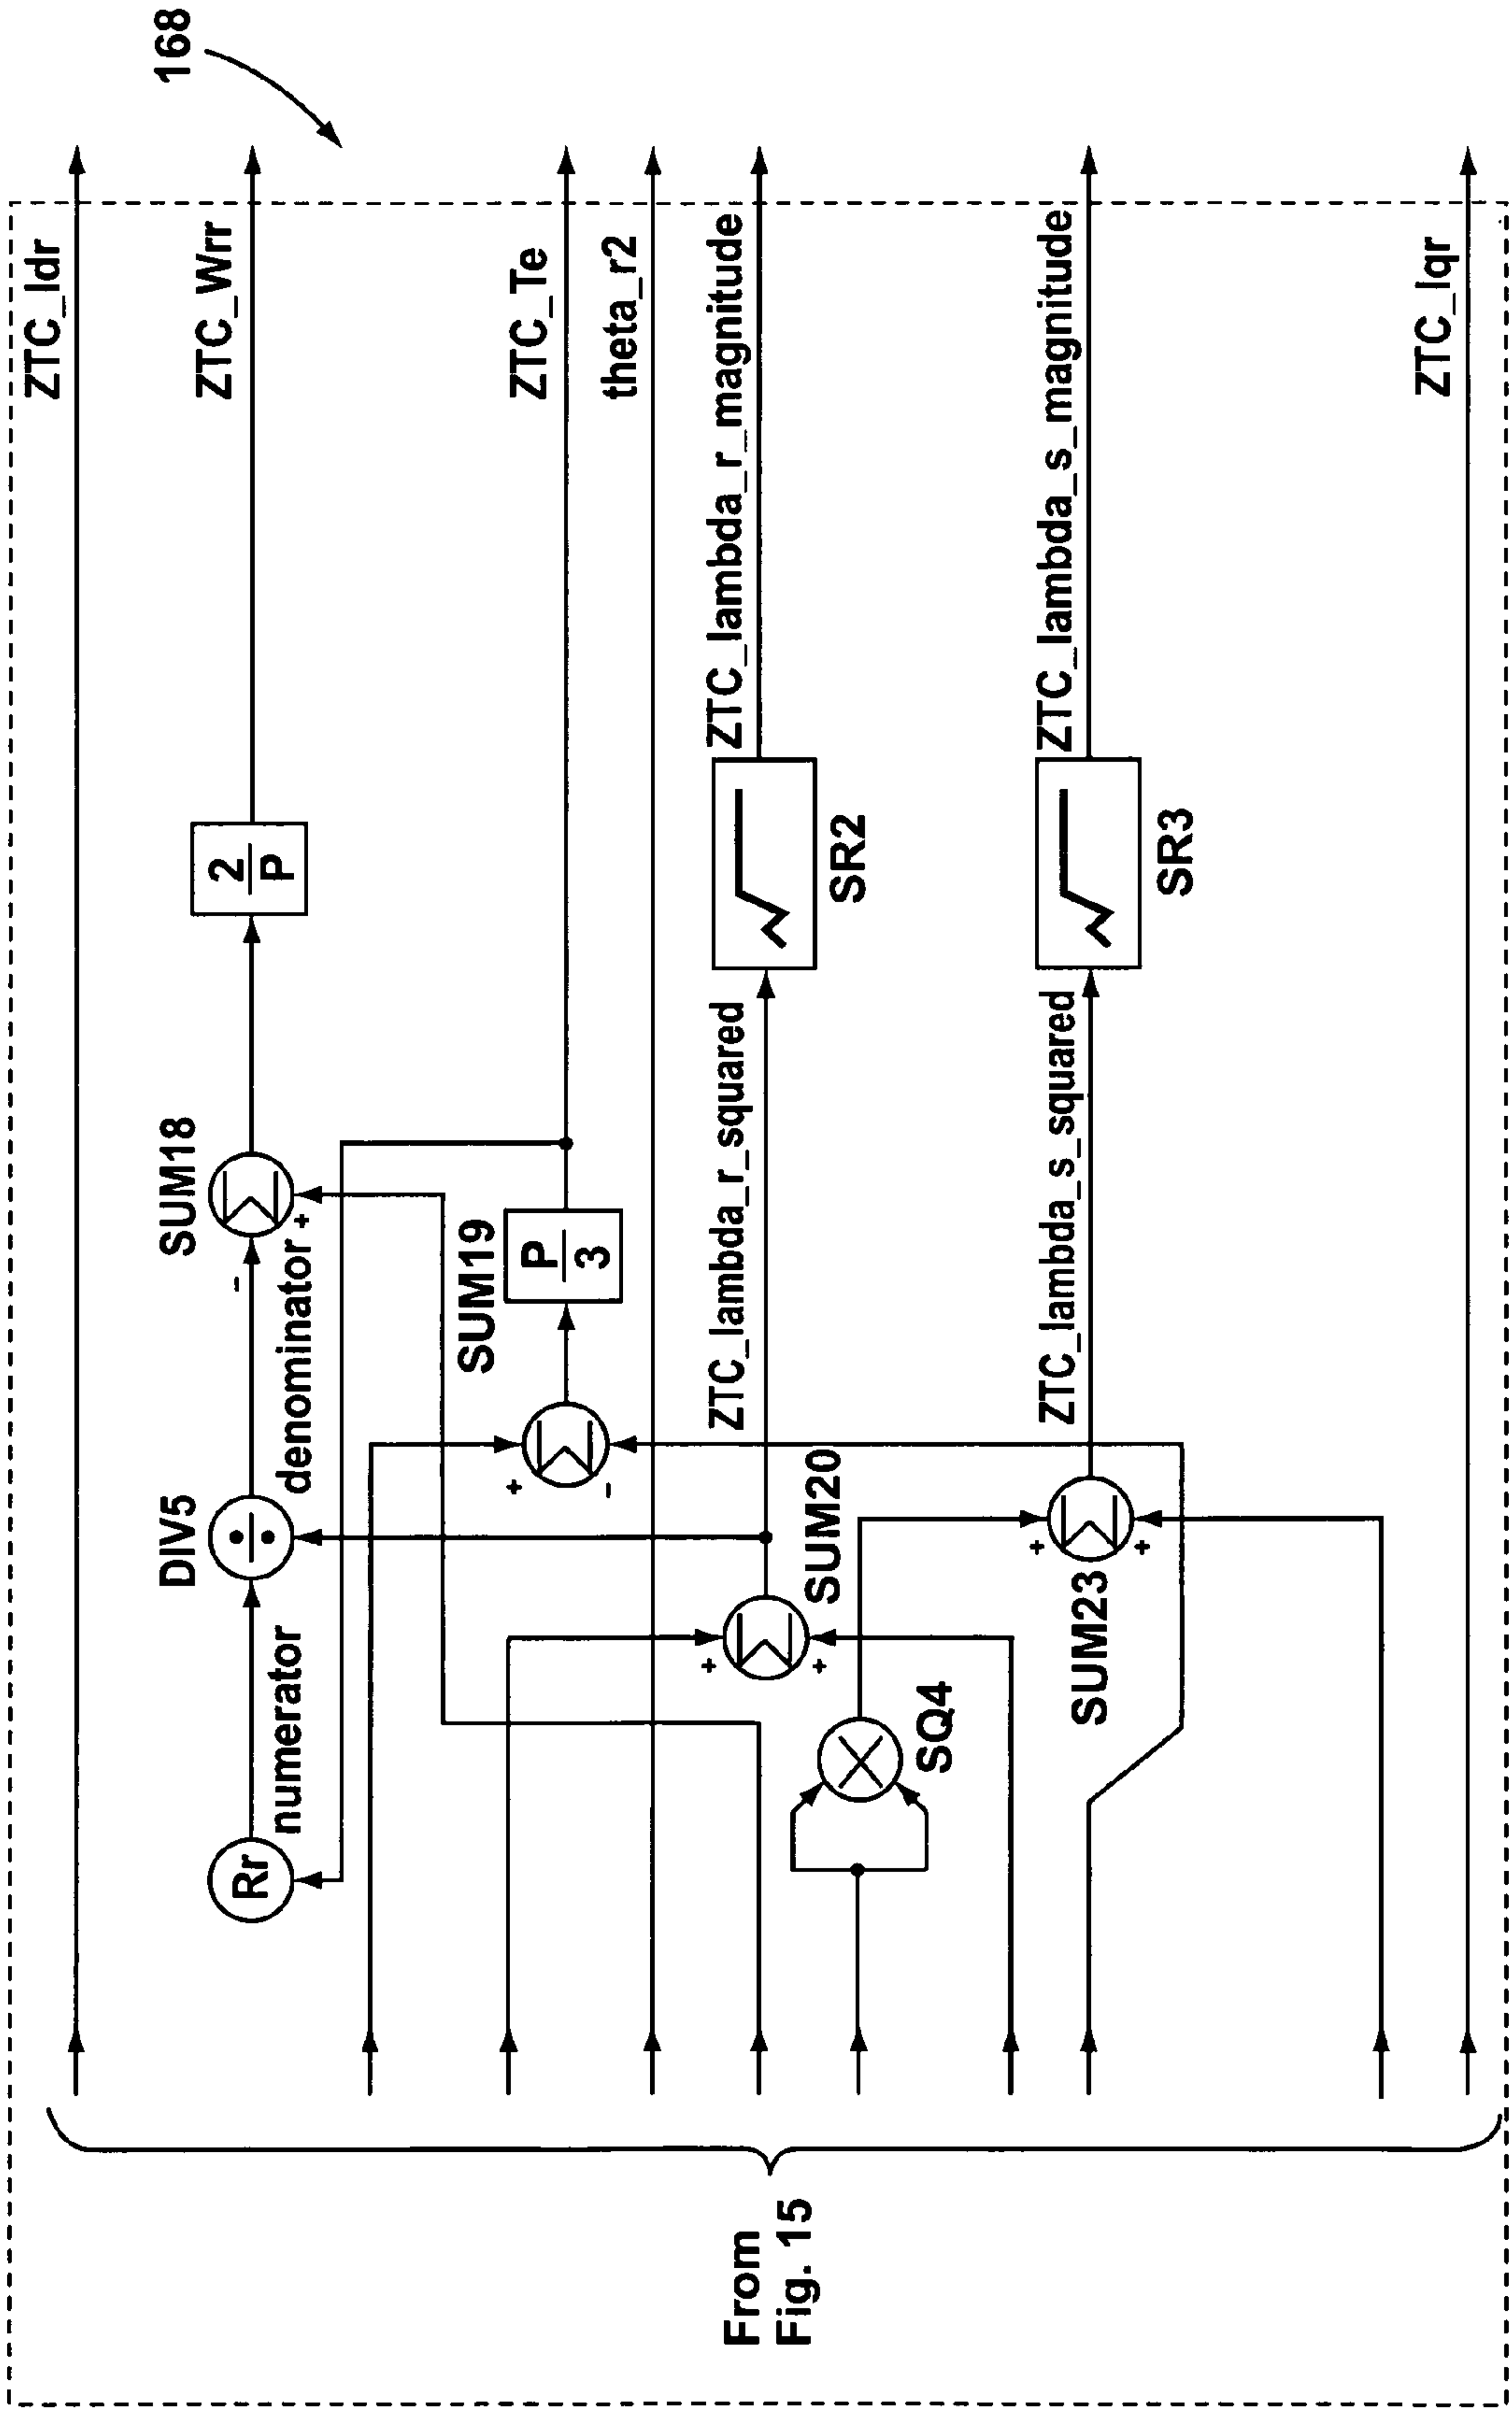 168
ZTC_Idr
ZTC_Wrr
ZTC_Te
theta_r2
ZTC_lambda_r_magnitude
ZTC_lambda_s_magnitude
ZTC_Iqr
2
P
SR2
SR3
SUM18
-
+
denominator
SUM19
P
3
ZTC_lambda_r_squared
ZTC_lambda_s_squared
DIV5
÷
+
-
SUM20
+
+
SUM23
+
+
numerator
SQ4
Rr
From
Fig. 15